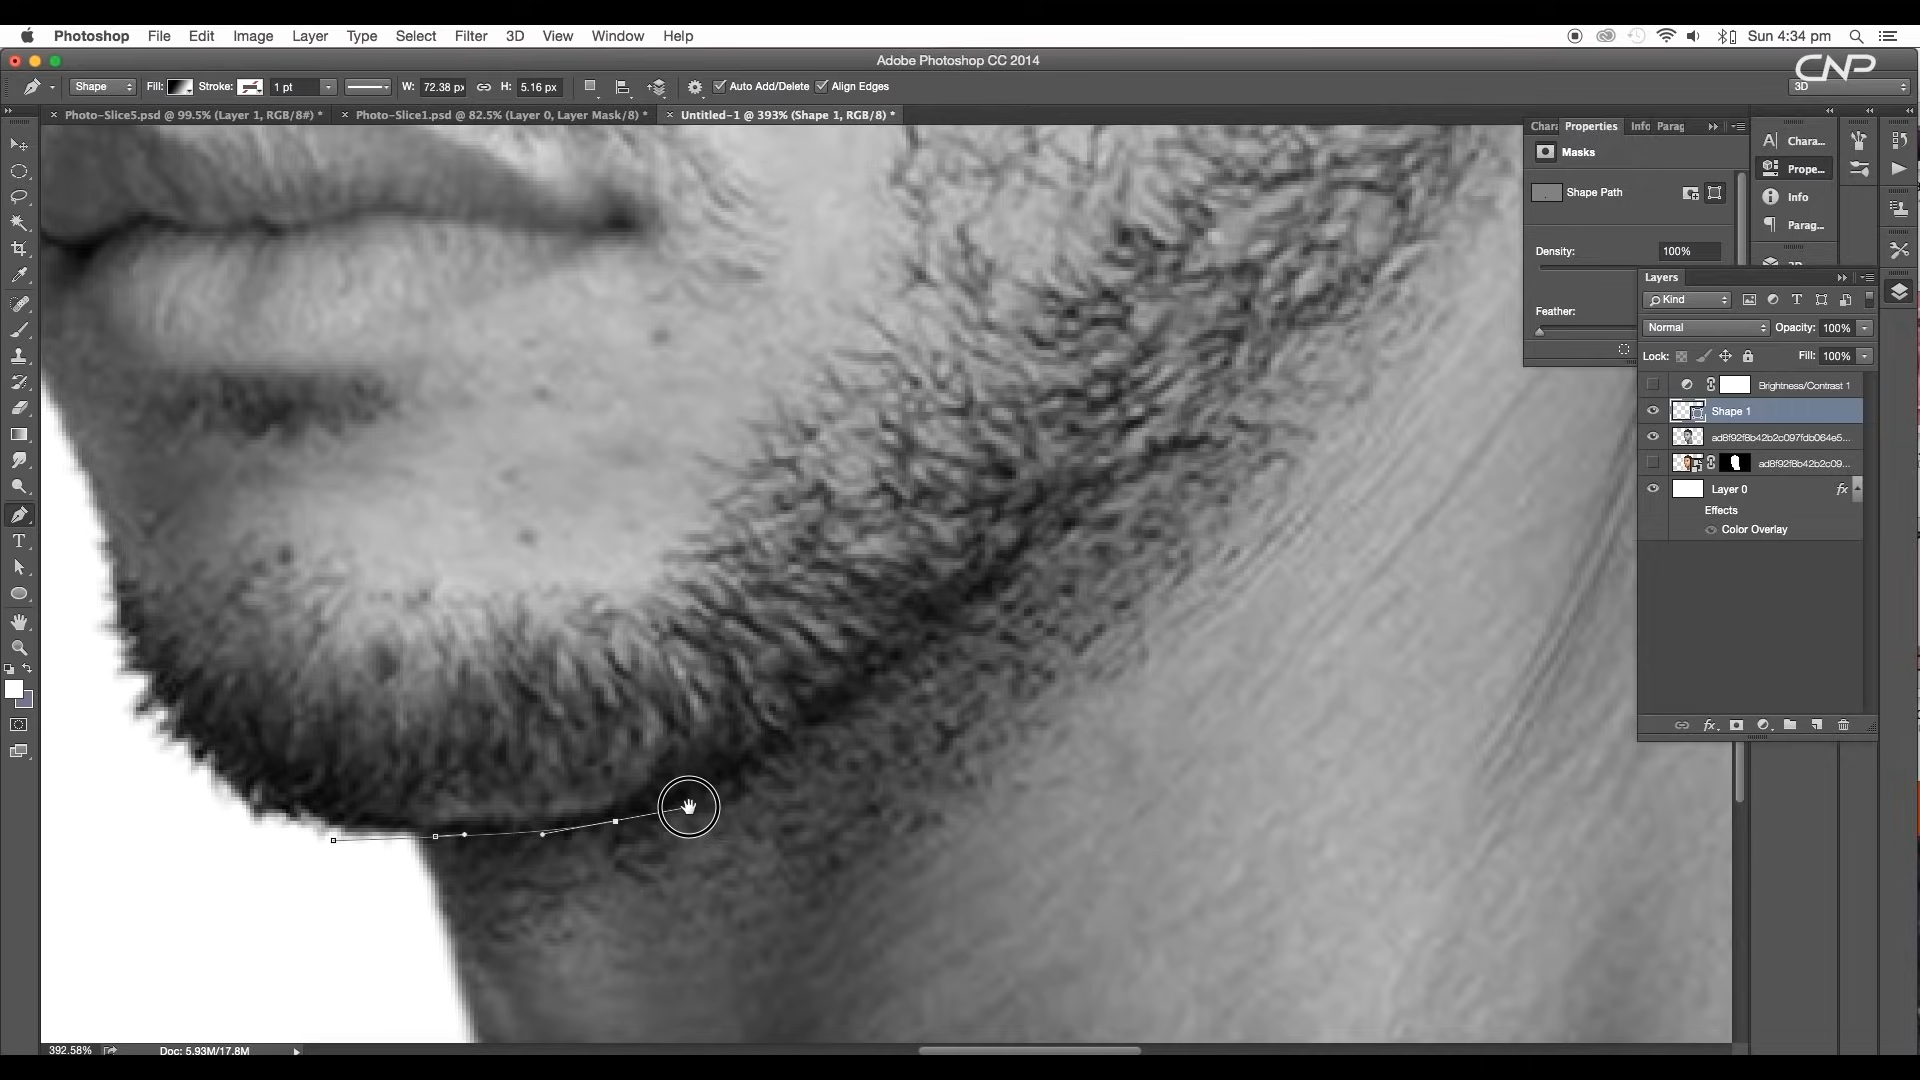 Photoshop File Edit Image Layer Type Select Filter 3D View Window Help Sun 4:34 pm
Adobe Photoshop CC 2014
CNP
Shape Fill: Stroke: 1 pt W: 72.38 px H: 5.16 px Auto Add/Delete Align Edges 3D
Photo-Slice5.psd @ 99.5% (Layer 1, RGB/8#) * Photo-Slice1.psd @ 82.5% (Layer 0, Layer Mask/8) * Untitled-1 @ 393% (Shape 1, RGB/8) *
Chara Properties Info Parag
Masks
Shape Path
Density: 100%
Feather:
Chara...
Prope...
Info
Parag...
Layers
Kind
Normal Opacity: 100%
Lock: Fill: 100%
Brightness/Contrast 1
Shape 1
ad8f92f8b42b2c097fdb064e5...
ad8f92f8b42b2c09...
Layer 0 fx
Effects
Color Overlay
fx
392.58% Doc: 5.93M/17.8M